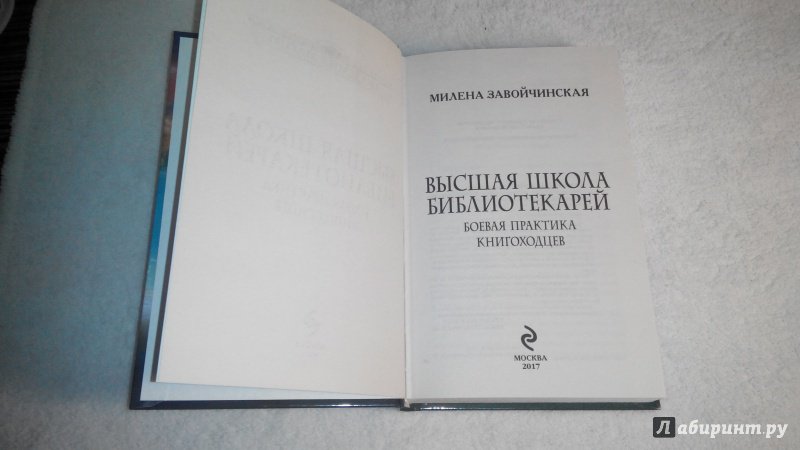 МИЛЕНА ЗАВОЙЧИНСКАЯ
ВЫСШАЯ ШКОЛА
БИБЛИОТЕКАРЕЙ
БОЕВАЯ ПРАКТИКА
КНИГОХОДЦЕВ
МОСКВА
2017
Лабиринт.ру